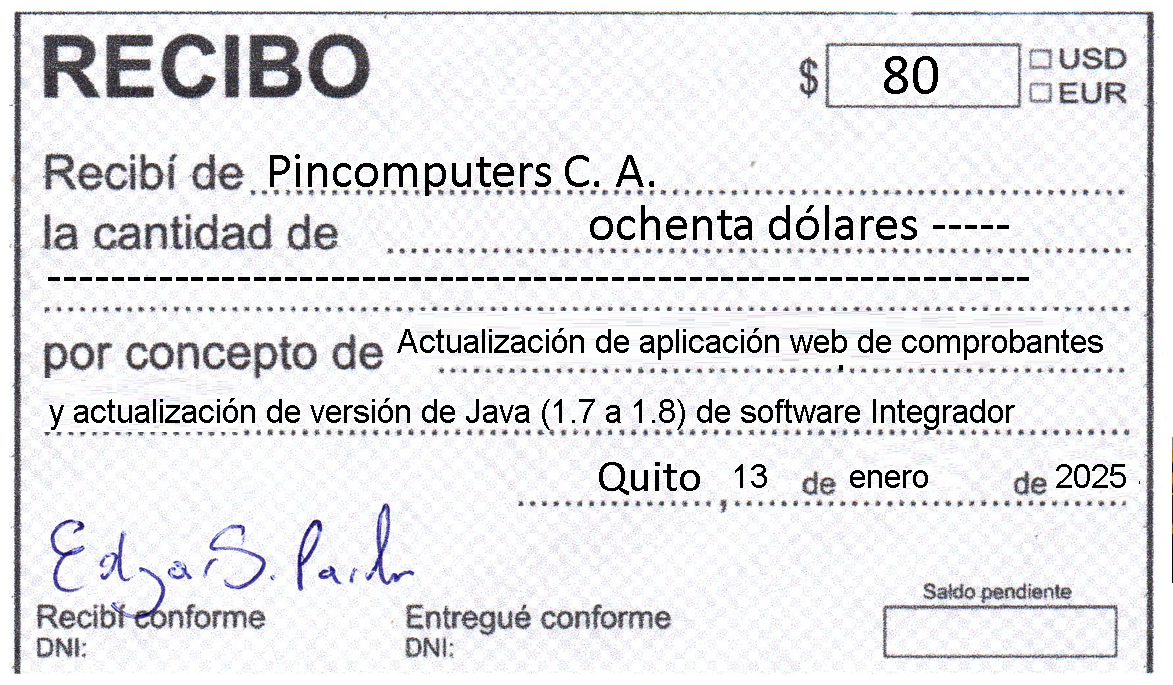 RECIBO
$ 80 USD
EUR
Recibí de Pincomputers C. A.
la cantidad de ochenta dólares -----
---------------------------------------------------------------
por concepto de Actualización de aplicación web de comprobantes
y actualización de versión de Java (1.7 a 1.8) de software Integrador
Quito , 13 de enero de 2025
Edgar S. Pardo
Saldo pendiente
Recibí conforme Entregué conforme
DNI: DNI: